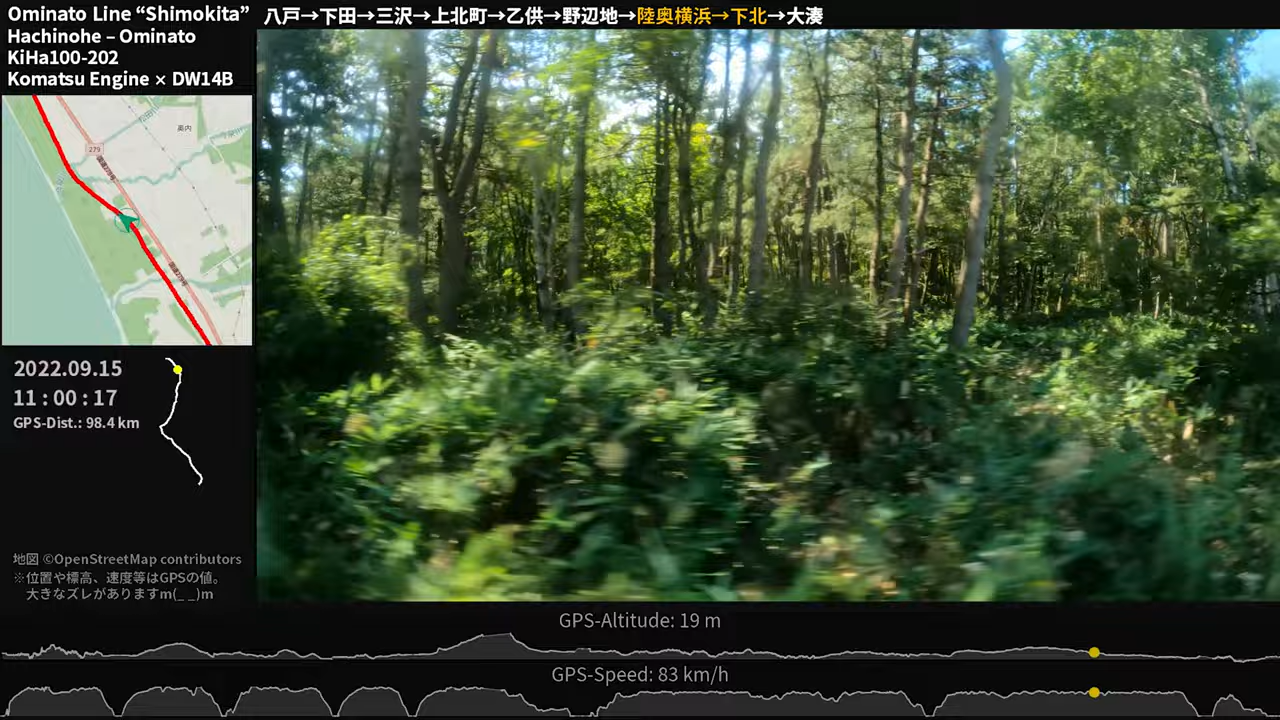 Ominato Line “Shimokita”
Hachinohe – Ominato
KiHa100-202
Komatsu Engine × DW14B
八戸→下田→三沢→上北町→乙供→野辺地→陸奥横浜→下北→大湊
奥内
279
2022.09.15
11:00:17
GPS-Dist.: 98.4 km
地図 ©OpenStreetMap contributors
※位置や標高、速度等はGPSの値。
大きなズレがありますm(_ _)m
GPS-Altitude: 19 m
GPS-Speed: 83 km/h